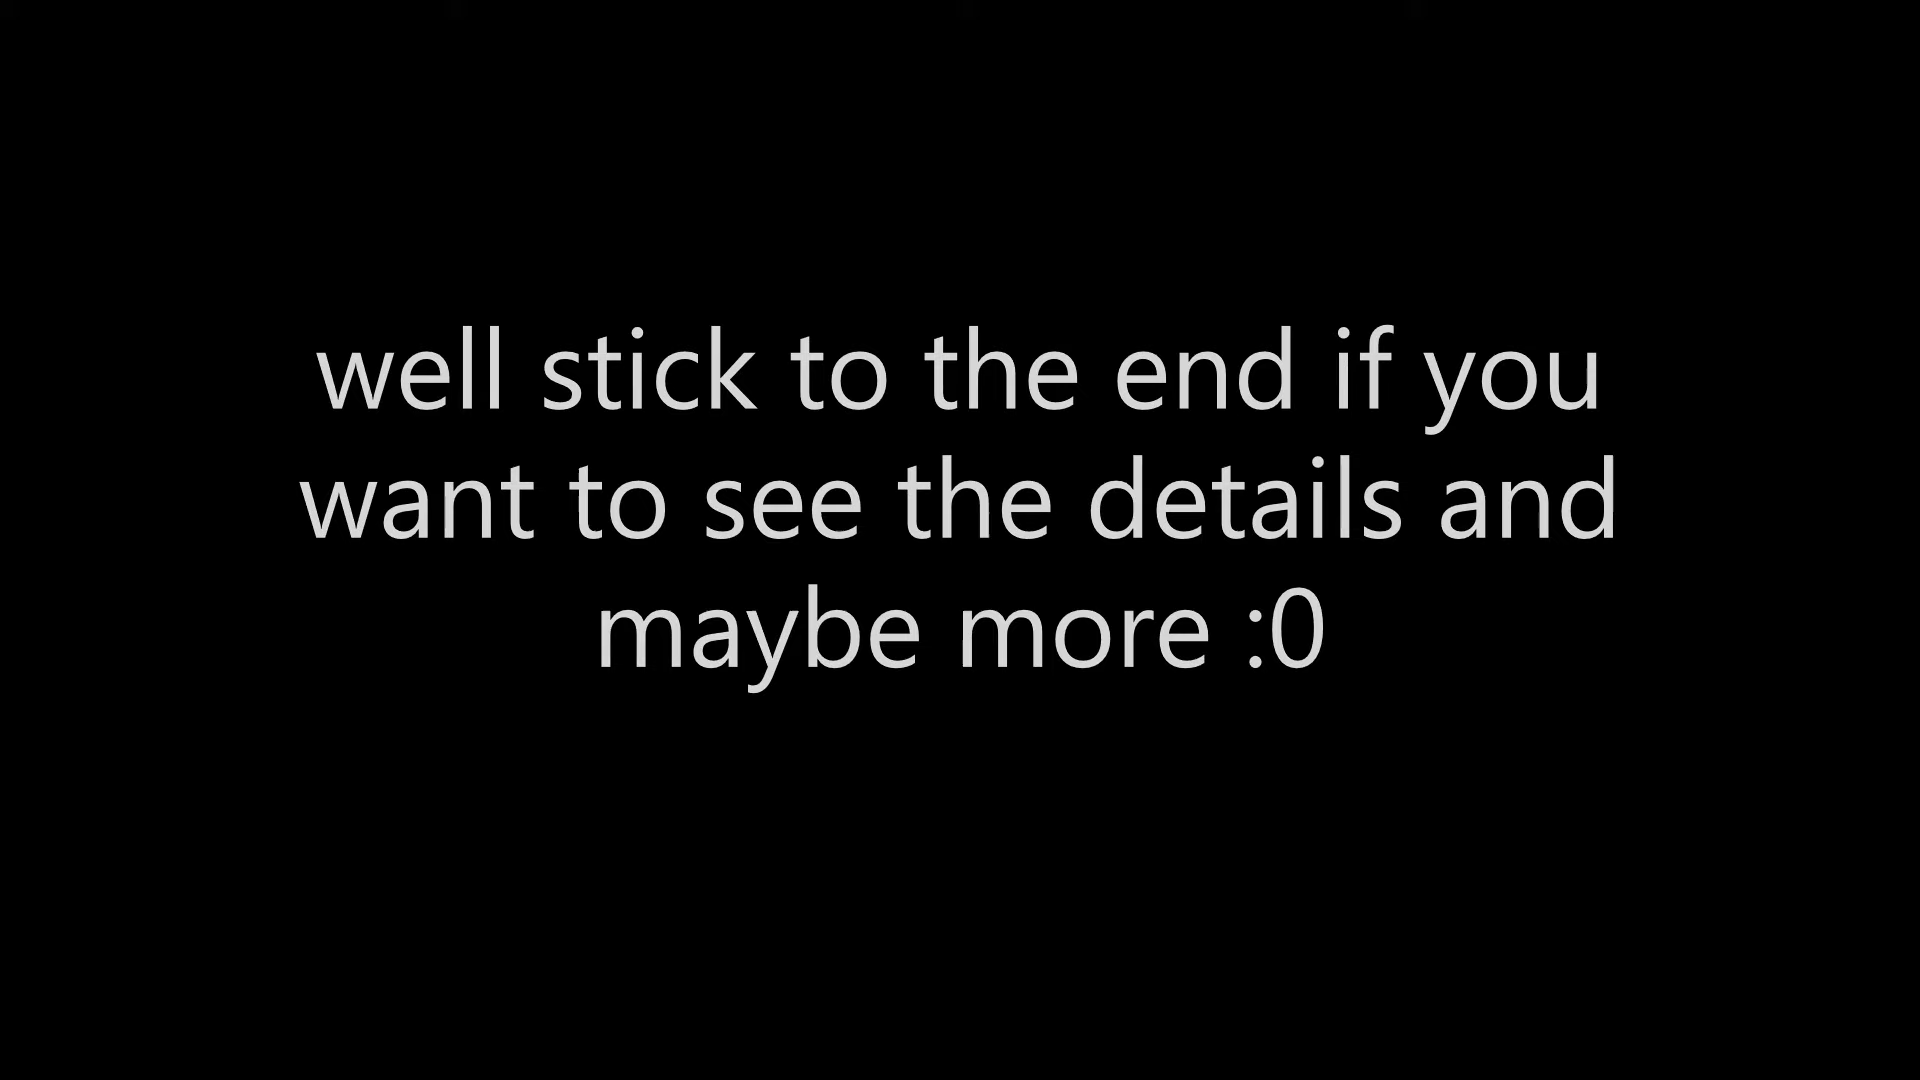 well stick to the end if you
want to see the details and
maybe more :0